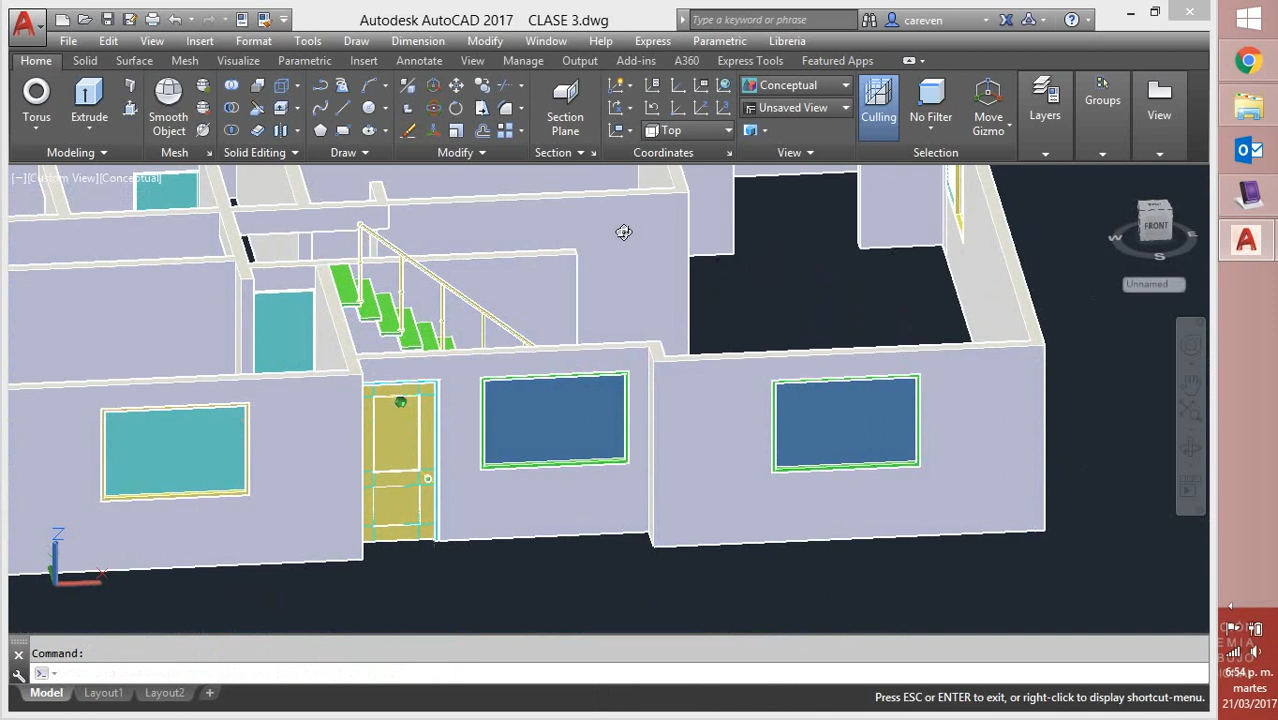 Autodesk AutoCAD 2017 CLASE 3.dwg
Type a keyword or phrase
careven
File Edit View Insert Format Tools Draw Dimension Modify Window Help Express Parametric Libreria
Home Solid Surface Mesh Visualize Parametric Insert Annotate View Manage Output Add-ins A360 Express Tools Featured Apps
Torus
Extrude
Smooth Object
Section Plane
Conceptual
Unsaved View
Top
Culling
No Filter
Move Gizmo
Layers
Groups
View
Modeling
Mesh
Solid Editing
Draw
Modify
Section
Coordinates
View
Selection
[−][Custom View][Conceptual]
FRONT
W
S
Unnamed
Z
X
Command:
Model Layout1 Layout2 +
Press ESC or ENTER to exit, or right-click to display shortcut-menu.
6:54 p. m.
martes
21/03/2017